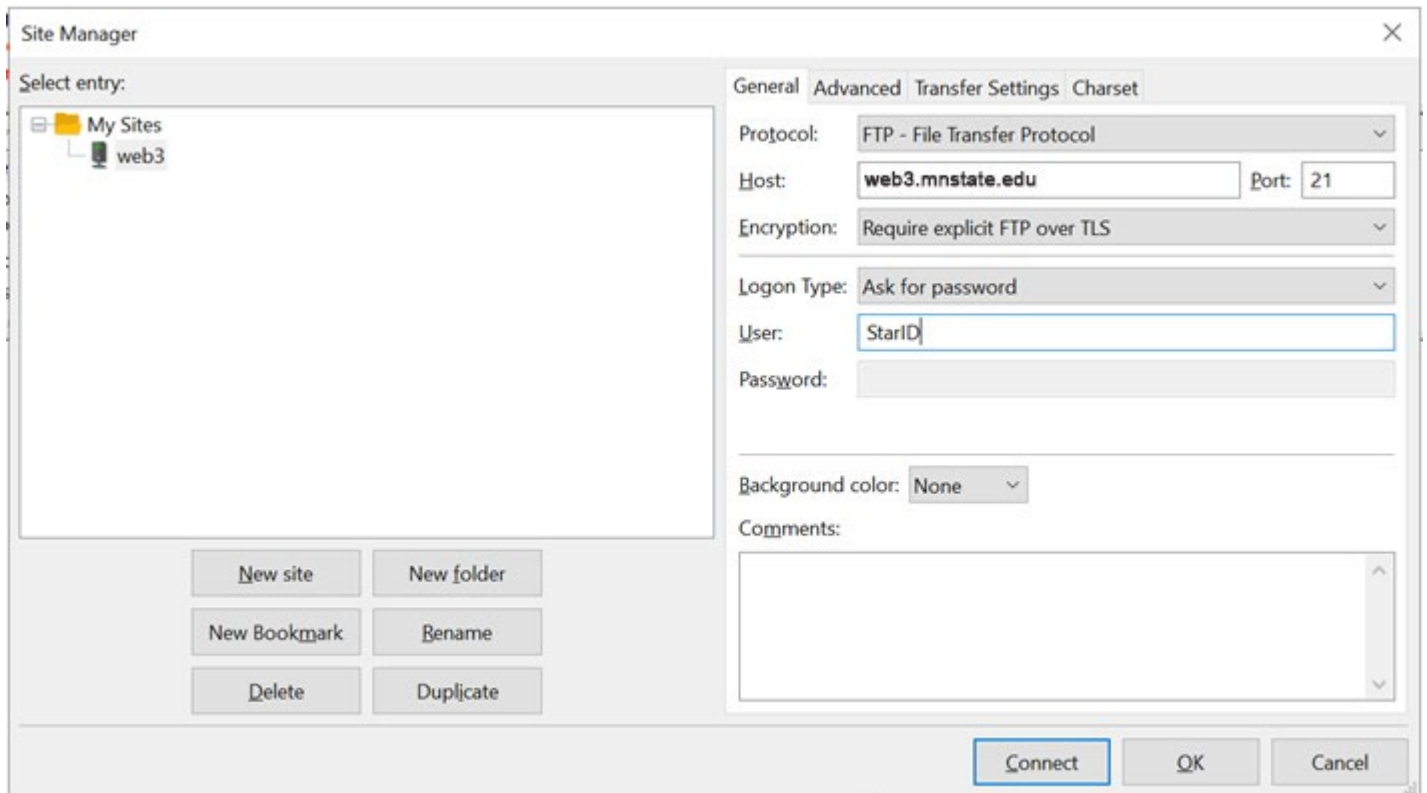 Site Manager
Select entry:
My Sites
web3
New site New folder
New Bookmark Rename
Delete Duplicate
General Advanced Transfer Settings Charset
Protocol: FTP - File Transfer Protocol
Host: web3.mnstate.edu Port: 21
Encryption: Require explicit FTP over TLS
Logon Type: Ask for password
User: StarID
Password:
Background color: None
Comments:
Connect OK Cancel